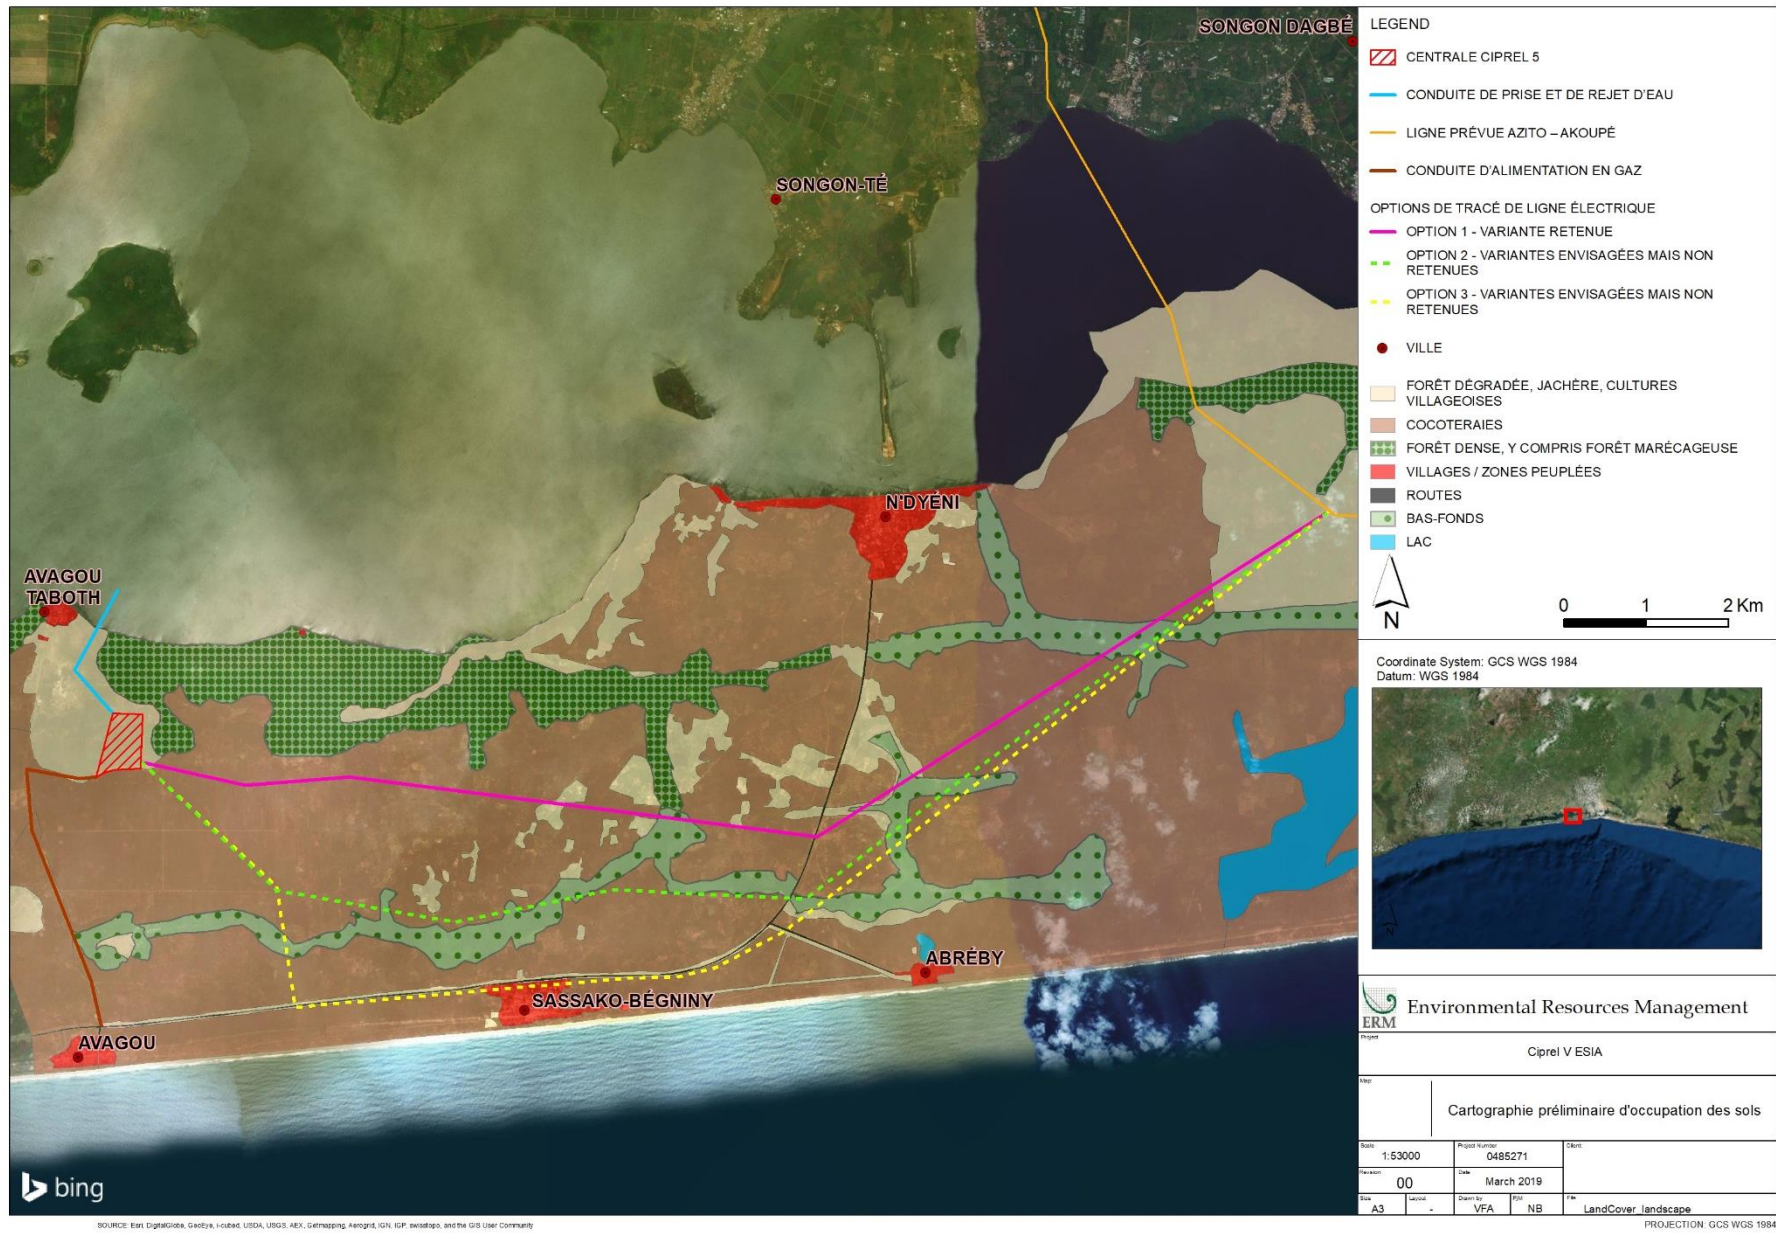 SONGON DAGBÉ
SONGON-TÉ
N'DYÉNI
AVAGOU
TABOTH
ABRÉBY
SASSAKO-BÉGNINY
AVAGOU
bing
LEGEND
CENTRALE CIPREL 5
CONDUITE DE PRISE ET DE REJET D'EAU
LIGNE PRÉVUE AZITO – AKOUPÉ
CONDUITE D'ALIMENTATION EN GAZ
OPTIONS DE TRACÉ DE LIGNE ÉLECTRIQUE
OPTION 1 - VARIANTE RETENUE
OPTION 2 - VARIANTES ENVISAGÉES MAIS NON
RETENUES
OPTION 3 - VARIANTES ENVISAGÉES MAIS NON
RETENUES
VILLE
FORÊT DÉGRADÉE, JACHÈRE, CULTURES
VILLAGEOISES
COCOTERAIES
FORÊT DENSE, Y COMPRIS FORÊT MARÉCAGEUSE
VILLAGES / ZONES PEUPLÉES
ROUTES
BAS-FONDS
LAC
N
0 1 2 Km
Coordinate System: GCS WGS 1984
Datum: WGS 1984
N
ERM
Environmental Resources Management
Project
Ciprel V ESIA
Map
Cartographie préliminaire d'occupation des sols
Scale
1:53000
Project Number
0485271
Client
Revision
00
Date
March 2019
Size
A3
Layout
-
Drawn by
VFA
PJM
NB
File
LandCover_landscape
SOURCE: Esri, DigitalGlobe, GeoEye, i-cubed, USDA, USGS, AEX, Getmapping, Aerogrid, IGN, IGP, swisstopo, and the GIS User Community
PROJECTION: GCS WGS 1984